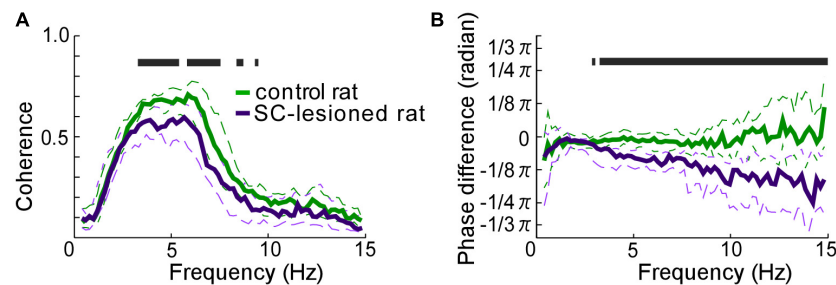 A
1.0
0.5
Coherence
control rat
SC-lesioned rat
0 5 10 15
Frequency (Hz)
B
1/3 π
1/4 π
1/8 π
0
-1/8 π
-1/4 π
-1/3 π
Phase difference (radian)
0 5 10 15
Frequency (Hz)